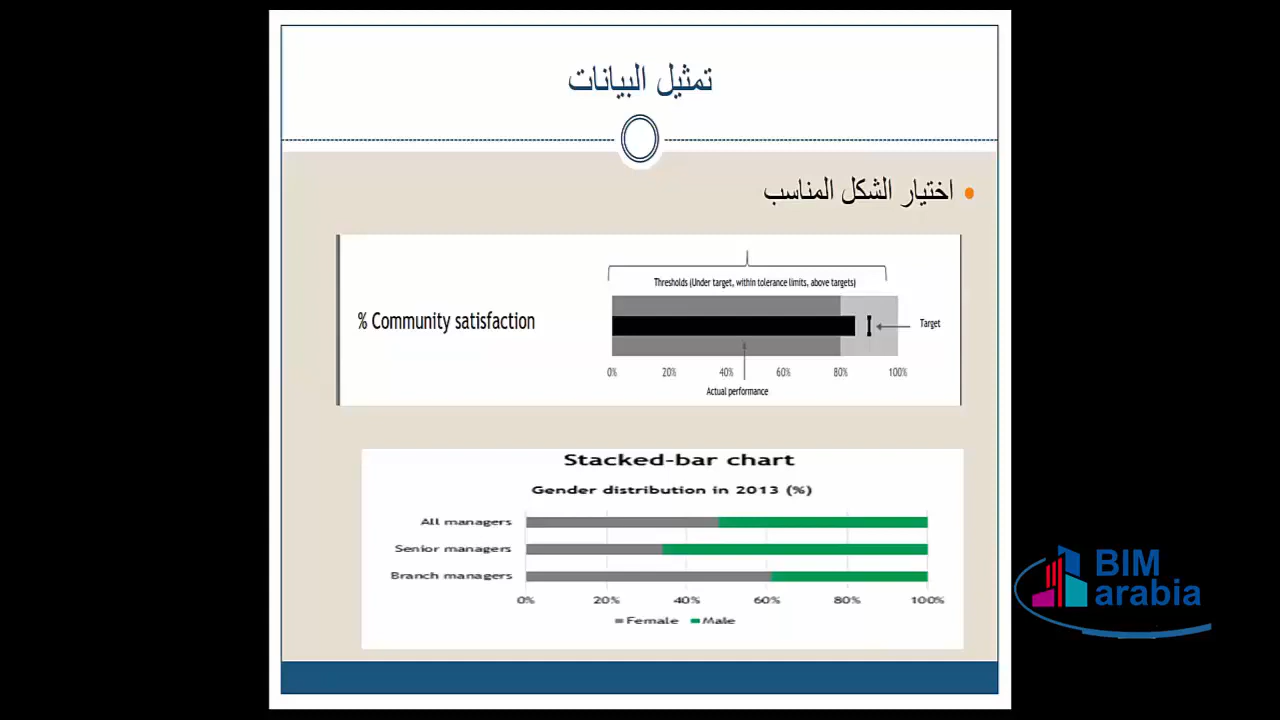 تمثيل البيانات
• اختيار الشكل المناسب
Thresholds (Under target, within tolerance limits, above targets)
% Community satisfaction
Target
0% 20% 40% 60% 80% 100%
Actual performance
Stacked-bar chart
Gender distribution in 2013 (%)
All managers
Senior managers
Branch managers
0% 20% 40% 60% 80% 100%
Female Male
BIM
arabia